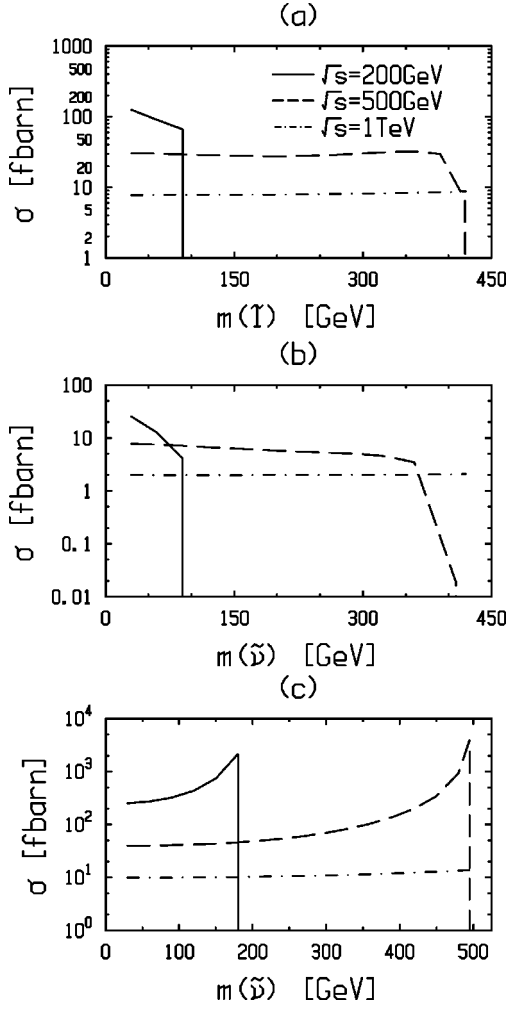 (a)
1000
500
200
100
50
20
10
5
2
1
σ [fbarn]
√s=200GeV
√s=500GeV
√s=1TeV
0 150 300 450
m(l̃) [GeV]
(b)
100
10
1
0.1
0.01
σ [fbarn]
0 150 300 450
m(ν̃) [GeV]
(c)
10⁴
10³
10²
10¹
10⁰
σ [fbarn]
0 100 200 300 400 500
m(ν̃) [GeV]